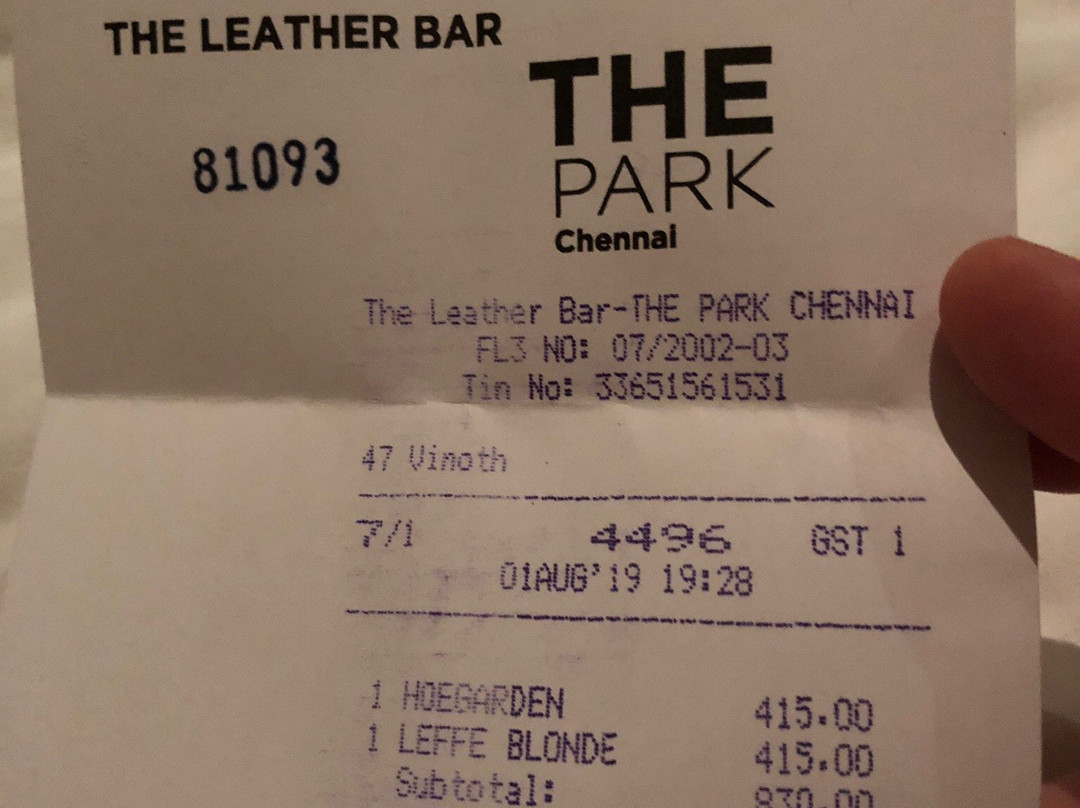 THE LEATHER BAR
THE
PARK
Chennai
81093
The Leather Bar-THE PARK CHENNAI
FL3 NO: 07/2002-03
Tin No: 33651561531
47 Vinoth
7/1 4496 GST 1
01AUG'19 19:28
1 HOEGARDEN 415.00
1 LEFFE BLONDE 415.00
Subtotal: 830.00